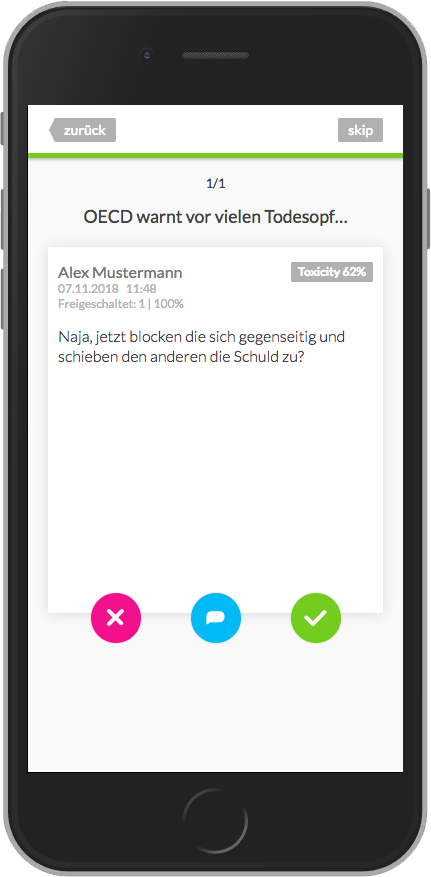 zurück
skip
1/1
OECD warnt vor vielen Todesopf...
Alex Mustermann
Toxicity 62%
07.11.2018 11:48
Freigeschaltet: 1 | 100%
Naja, jetzt blocken die sich gegenseitig und
schieben den anderen die Schuld zu?